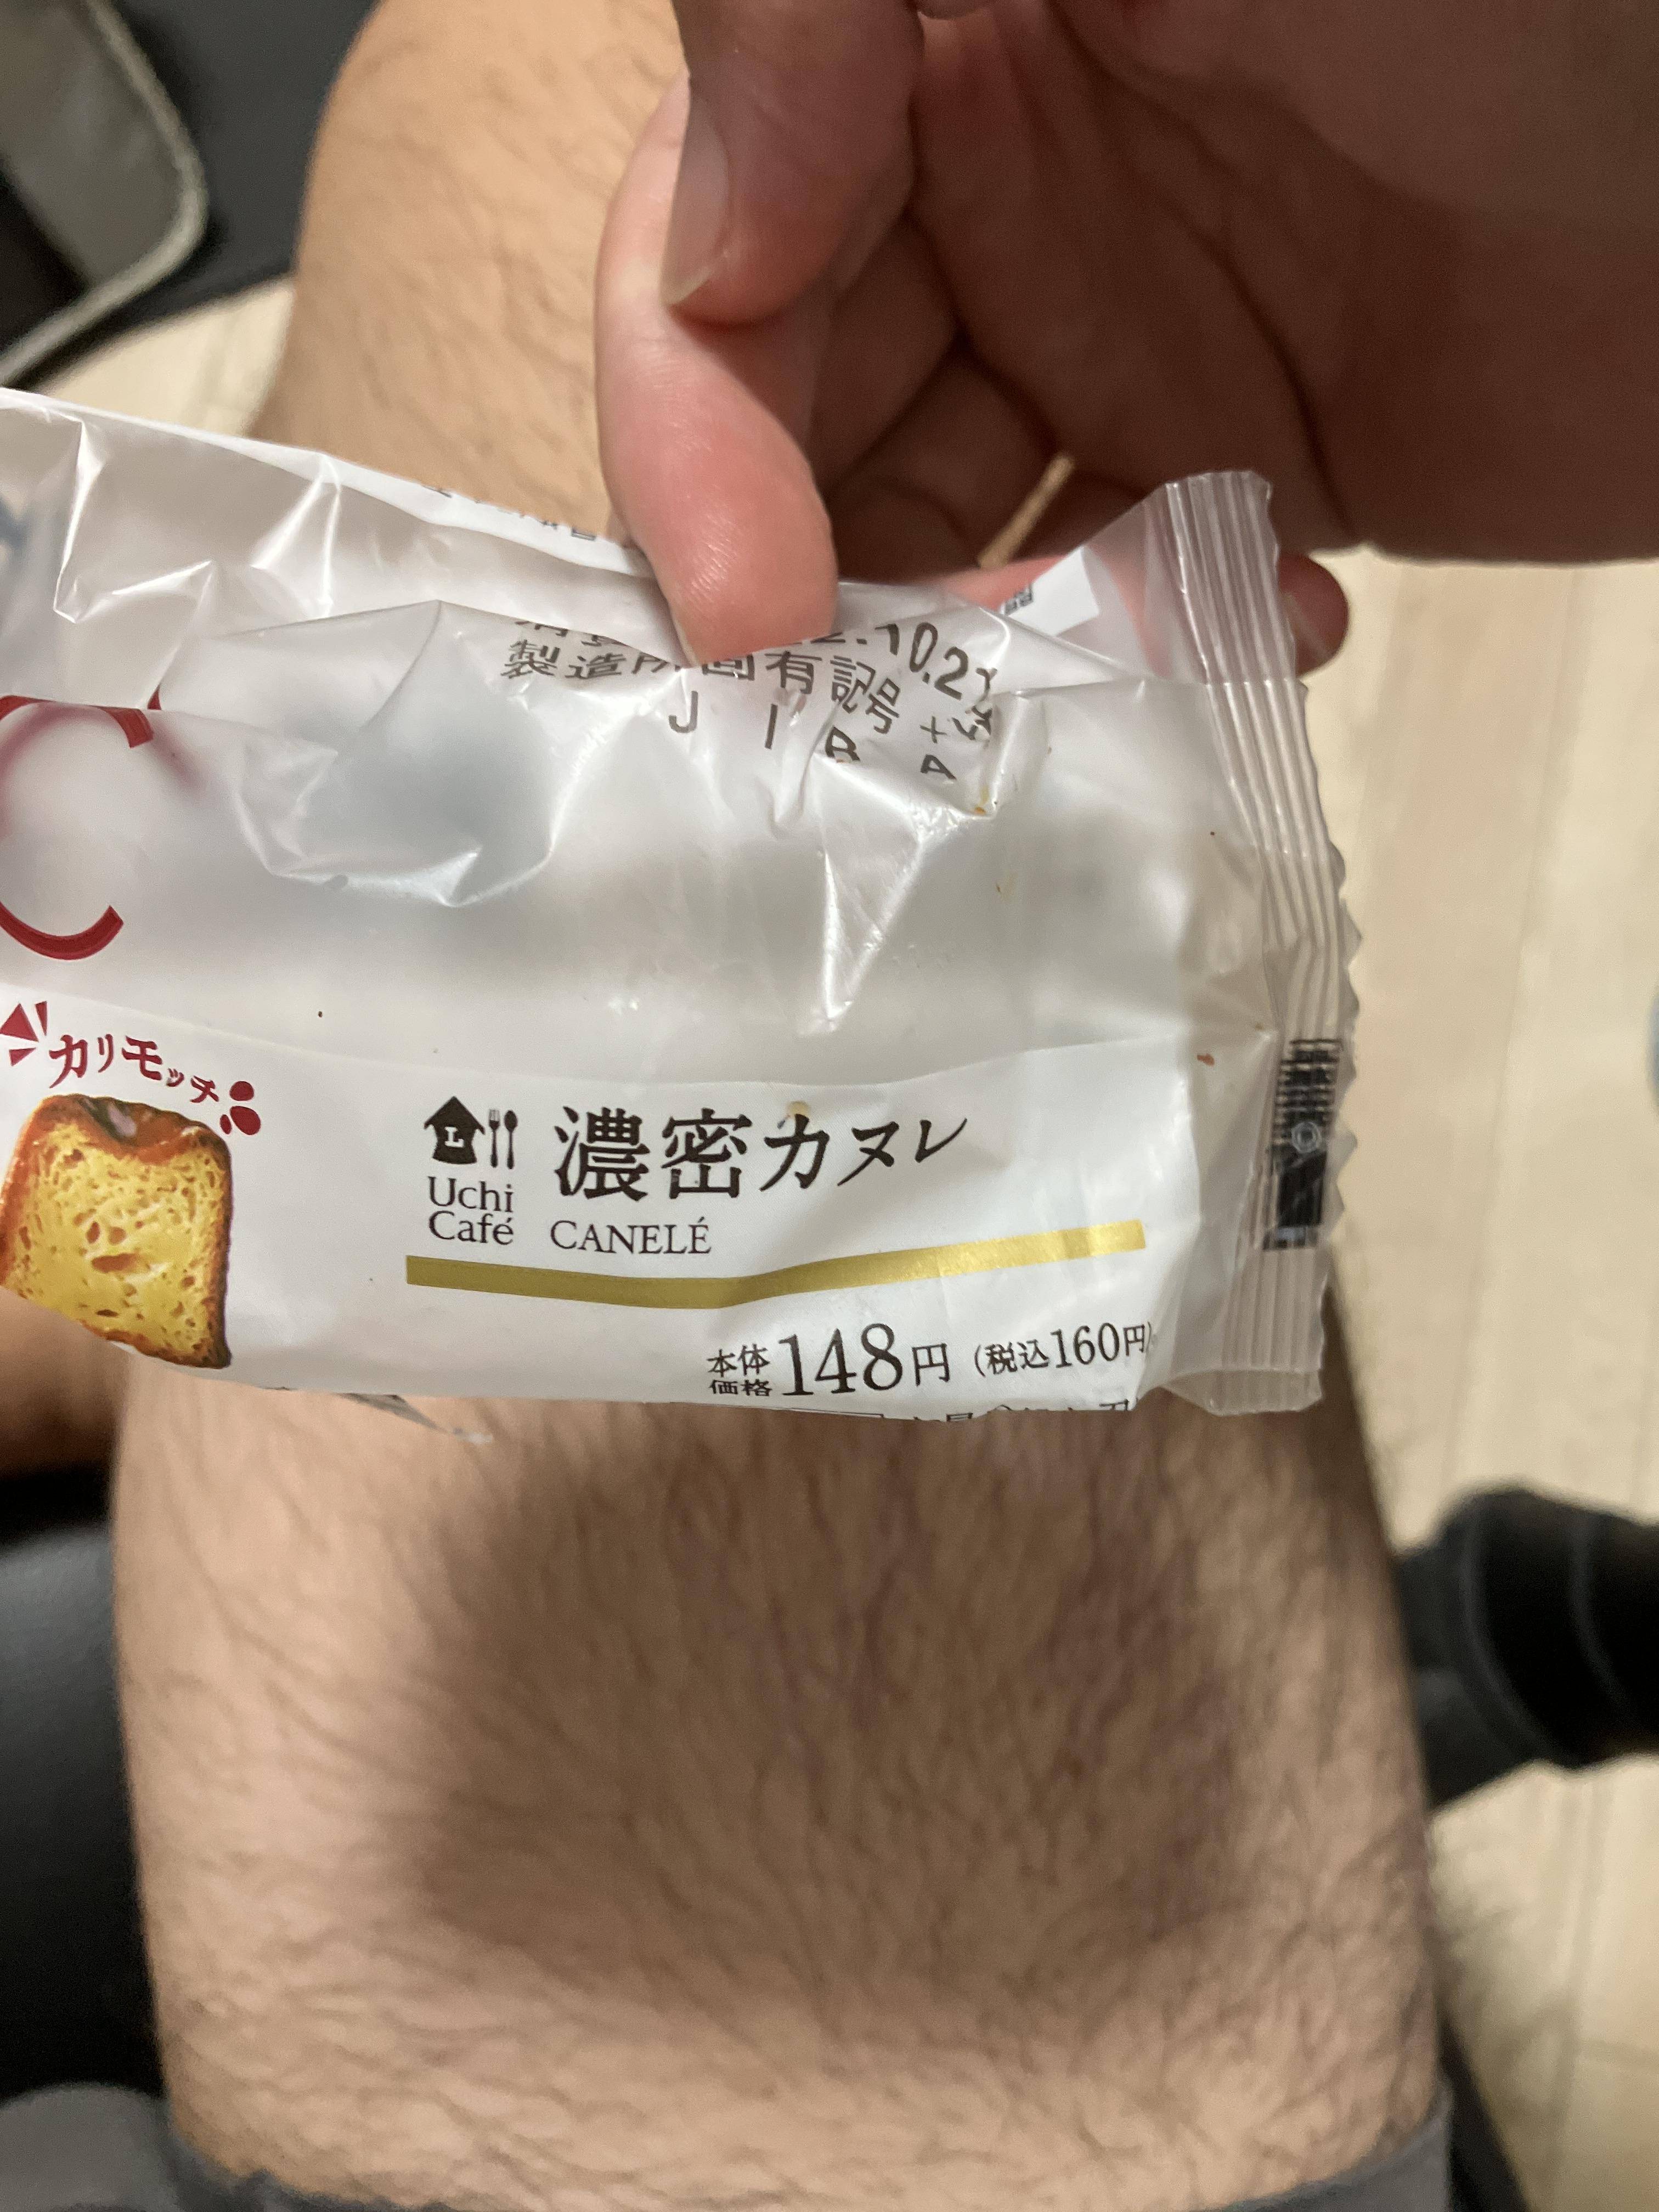 製造所固有記号
J I
カリモッチ
L
Uchi
Café
濃密カヌレ
CANELÉ
本体
価格
148円 (税込160円)